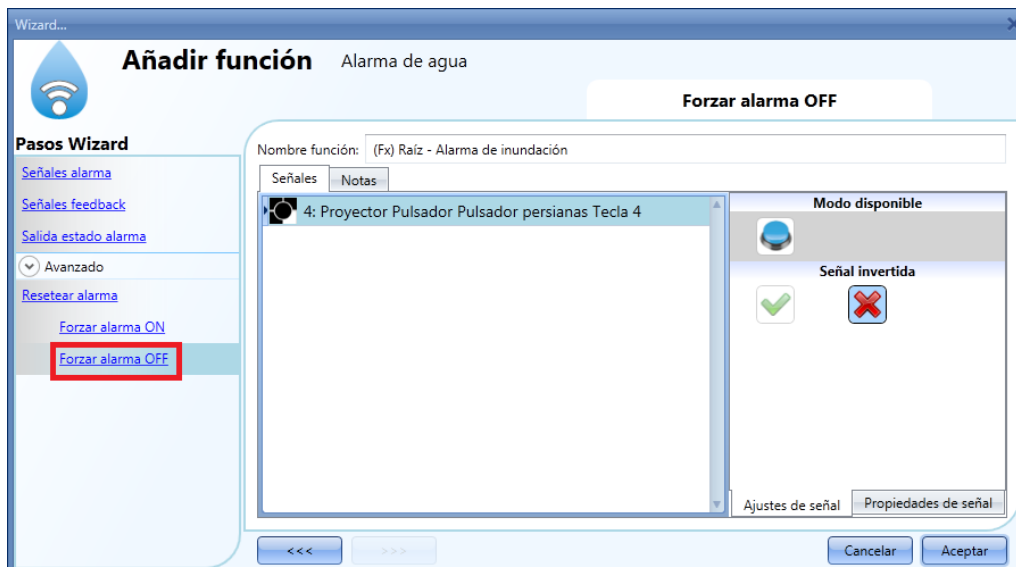 Wizard...
Añadir función Alarma de agua
Forzar alarma OFF
Pasos Wizard
Señales alarma
Señales feedback
Salida estado alarma
Avanzado
Resetear alarma
Forzar alarma ON
Forzar alarma OFF
Nombre función: (Fx) Raíz - Alarma de inundación
Señales Notas
4: Proyector Pulsador Pulsador persianas Tecla 4
Modo disponible
Señal invertida
Ajustes de señal Propiedades de señal
<<< >>> Cancelar Aceptar